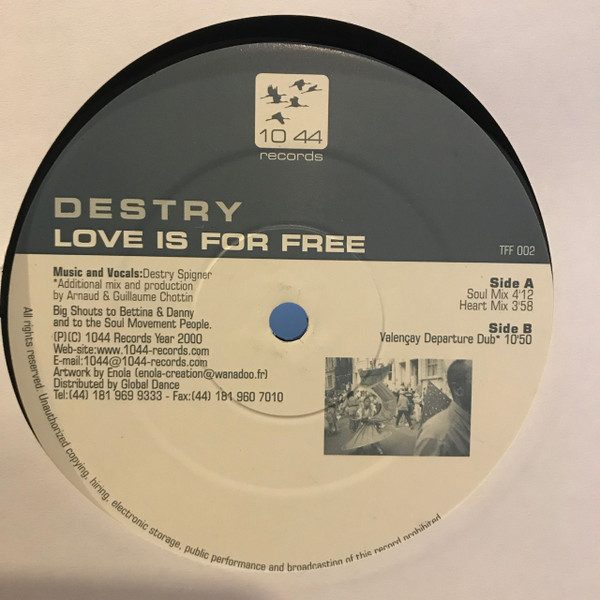 10 44
records
DESTRY
LOVE IS FOR FREE
TFF 002
Music and Vocals:Destry Spigner
*Additional mix and production
by Arnaud & Guillaume Chottin
Big Shouts to Bettina & Danny
and to the Soul Movement People.
(P)(C) 1044 Records Year 2000
Web-site:www.1044-records.com
E-mail:1044@1044-records.com
Artwork by Enola (enola-creation@wanadoo.fr)
Distributed by Global Dance
Tel:(44) 181 969 9333 - Fax:(44) 181 960 7010
Side A
Soul Mix 4'12
Heart Mix 3'58
Side B
Valençay Departure Dub* 10'50
All rights reserved. Unauthorized copying, hiring, electronic storage, public performance and broadcasting of this record prohibited